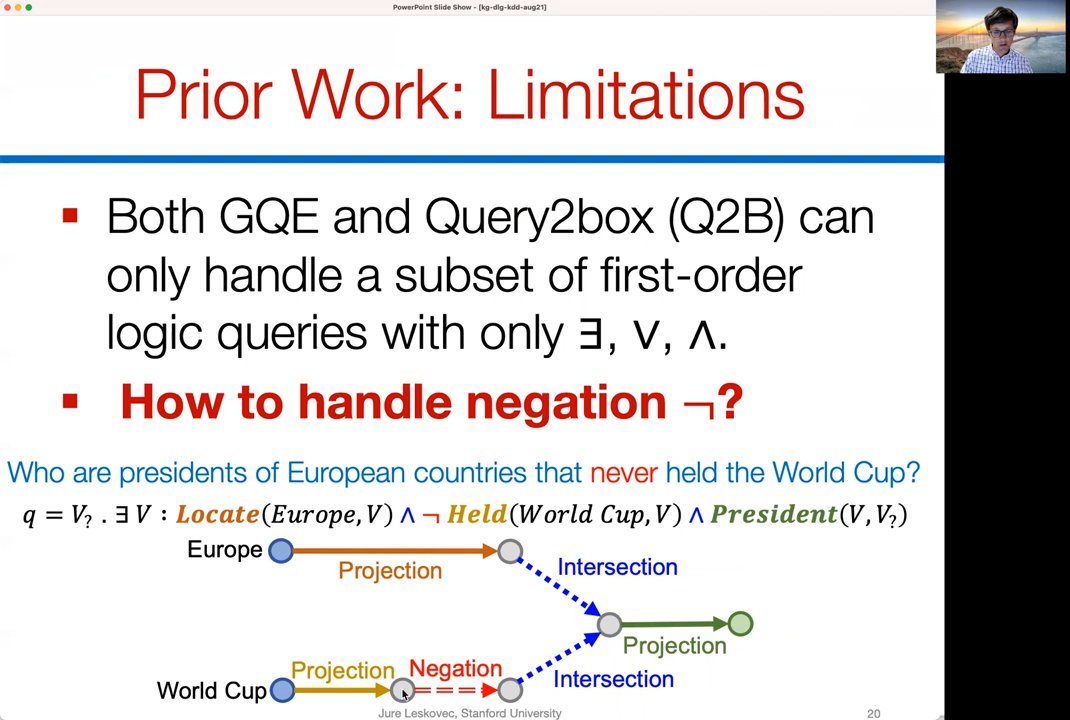 PowerPoint Slide Show - [kg-dlg-kdd-aug21]
Prior Work: Limitations
▪ Both GQE and Query2box (Q2B) can
only handle a subset of first-order
logic queries with only ∃, ∨, ∧.
▪ How to handle negation ¬?
Who are presidents of European countries that never held the World Cup?
q = V? . ∃ V : Locate(Europe, V) ∧ ¬ Held(World Cup, V) ∧ President(V, V?)
Europe
Projection
Intersection
Projection
Projection
Negation
Intersection
World Cup
Jure Leskovec, Stanford University
20